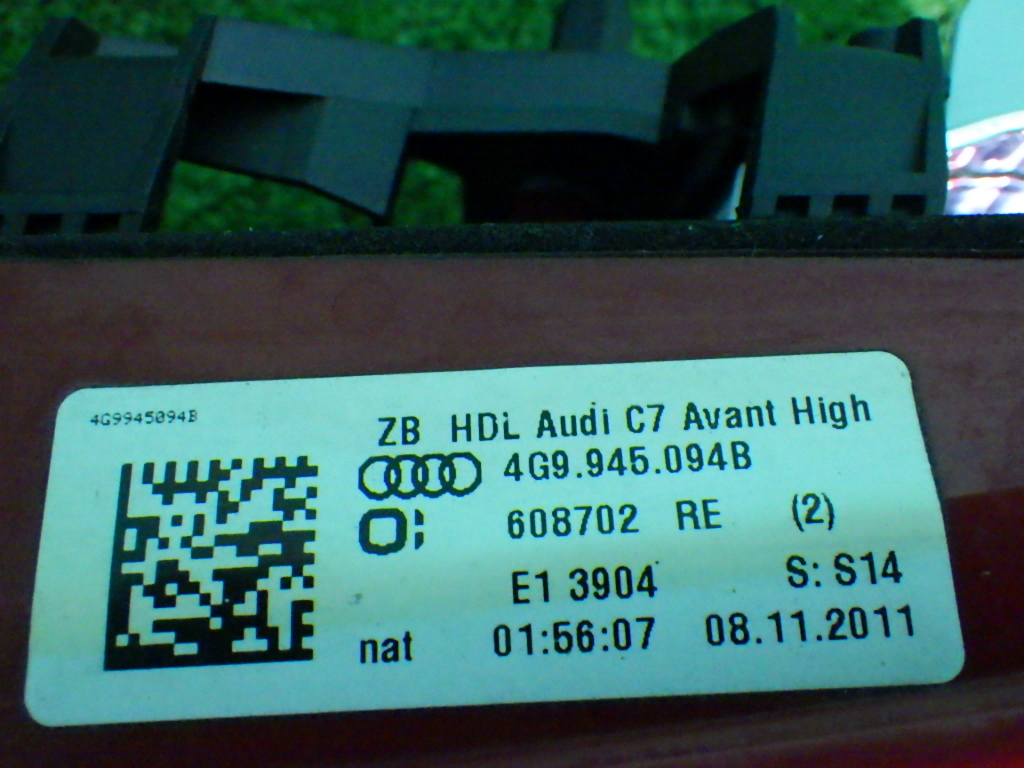 4G9945094B
ZB HDL Audi C7 Avant High
4G9.945.094B
608702 RE (2)
E1 3904 S: S14
nat 01:56:07 08.11.2011